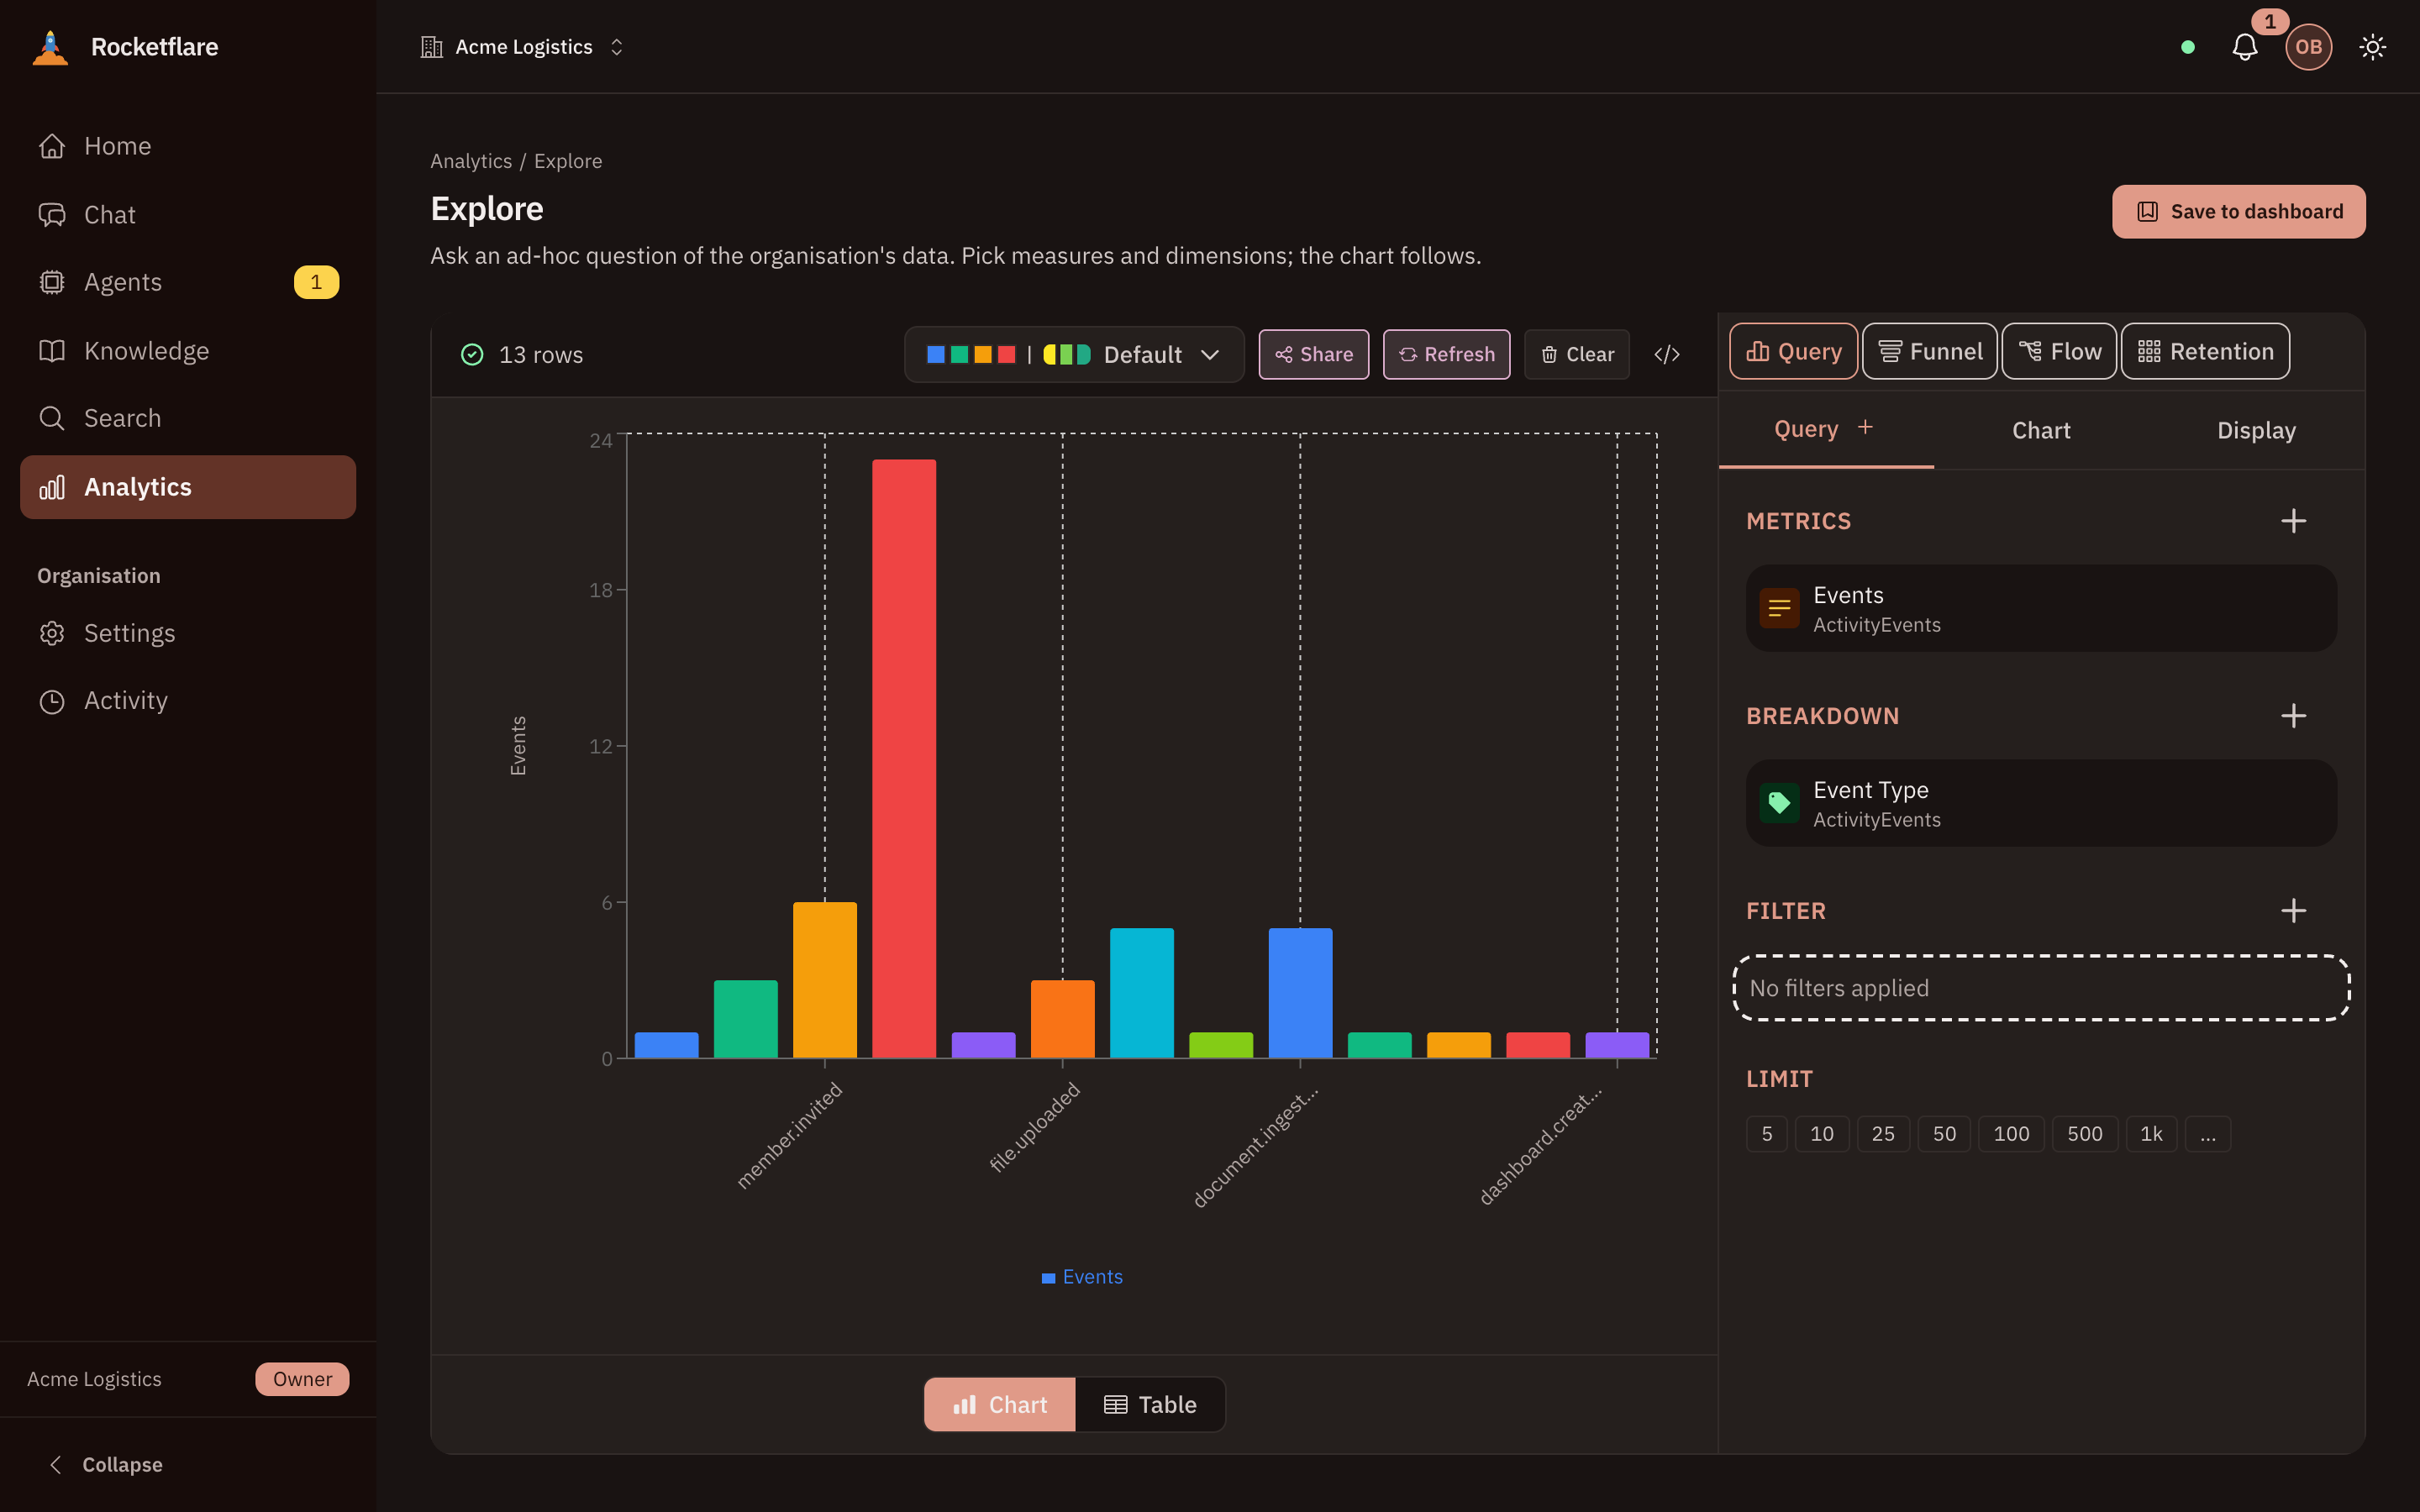 Rocketflare
Acme Logistics
1
OB
Home
Chat
Agents
1
Knowledge
Search
Analytics
Organisation
Settings
Activity
Acme Logistics
Owner
Collapse
Analytics / Explore
Explore
Ask an ad-hoc question of the organisation's data. Pick measures and dimensions; the chart follows.
Save to dashboard
13 rows
Default
Share
Refresh
Clear
24
18
12
6
0
Events
member.invited
file.uploaded
document.ingest...
dashboard.creat...
Events
Chart
Table
Query
Funnel
Flow
Retention
Query +
Chart
Display
METRICS
Events
ActivityEvents
BREAKDOWN
Event Type
ActivityEvents
FILTER
No filters applied
LIMIT
5 10 25 50 100 500 1k ...